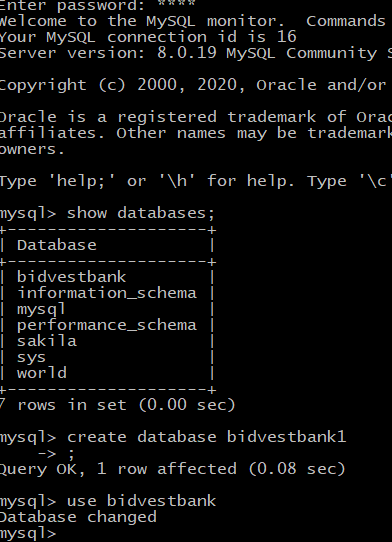 Enter password: ****
Welcome to the MySQL monitor.  Commands
Your MySQL connection id is 16
Server version: 8.0.19 MySQL Community S
Copyright (c) 2000, 2020, Oracle and/or
Oracle is a registered trademark of Orac
affiliates. Other names may be trademark
owners.
Type 'help;' or '\h' for help. Type '\c'
mysql> show databases;
+--------------------+
| Database           |
+--------------------+
| bidvestbank        |
| information_schema |
| mysql              |
| performance_schema |
| sakila             |
| sys                |
| world              |
+--------------------+
7 rows in set (0.00 sec)
mysql> create database bidvestbank1
    -> ;
Query OK, 1 row affected (0.08 sec)
mysql> use bidvestbank
Database changed
mysql>